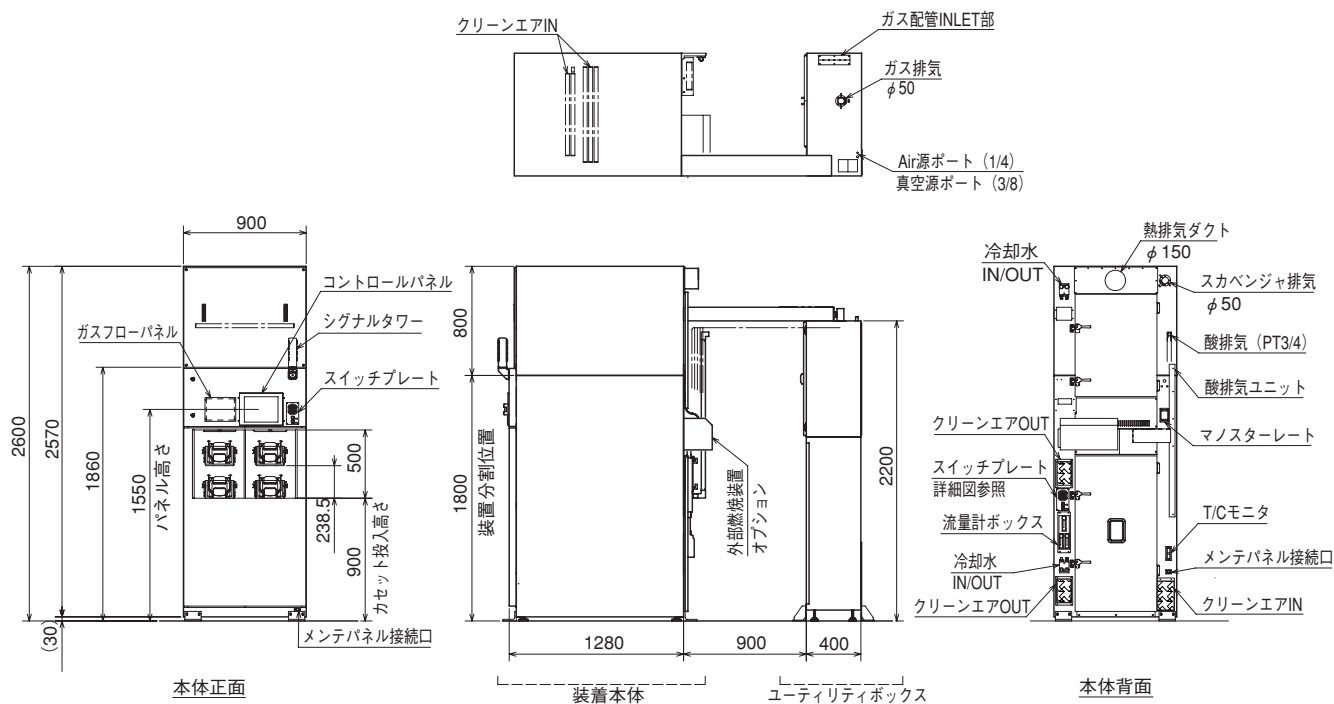 クリーンエアIN
ガス配管INLET部
ガス排気
φ50
Air源ポート（1/4）
真空源ポート（3/8）
900
2600
2570
1860
1550
パネル高さ
(30)
ガスフローパネル
コントロールパネル
シグナルタワー
スイッチプレート
500
238.5
900
カセット投入高さ
メンテパネル接続口
本体正面
800
1800
装置分割位置
外部燃焼装置
オプション
2200
1280
900
400
装着本体
ユーティリティボックス
冷却水
IN/OUT
熱排気ダクト
φ150
スカベンジャ排気
φ50
酸排気（PT3/4）
酸排気ユニット
マノスターレート
クリーンエアOUT
スイッチプレート
詳細図参照
流量計ボックス
冷却水
IN/OUT
クリーンエアOUT
T/Cモニタ
メンテパネル接続口
クリーンエアIN
本体背面